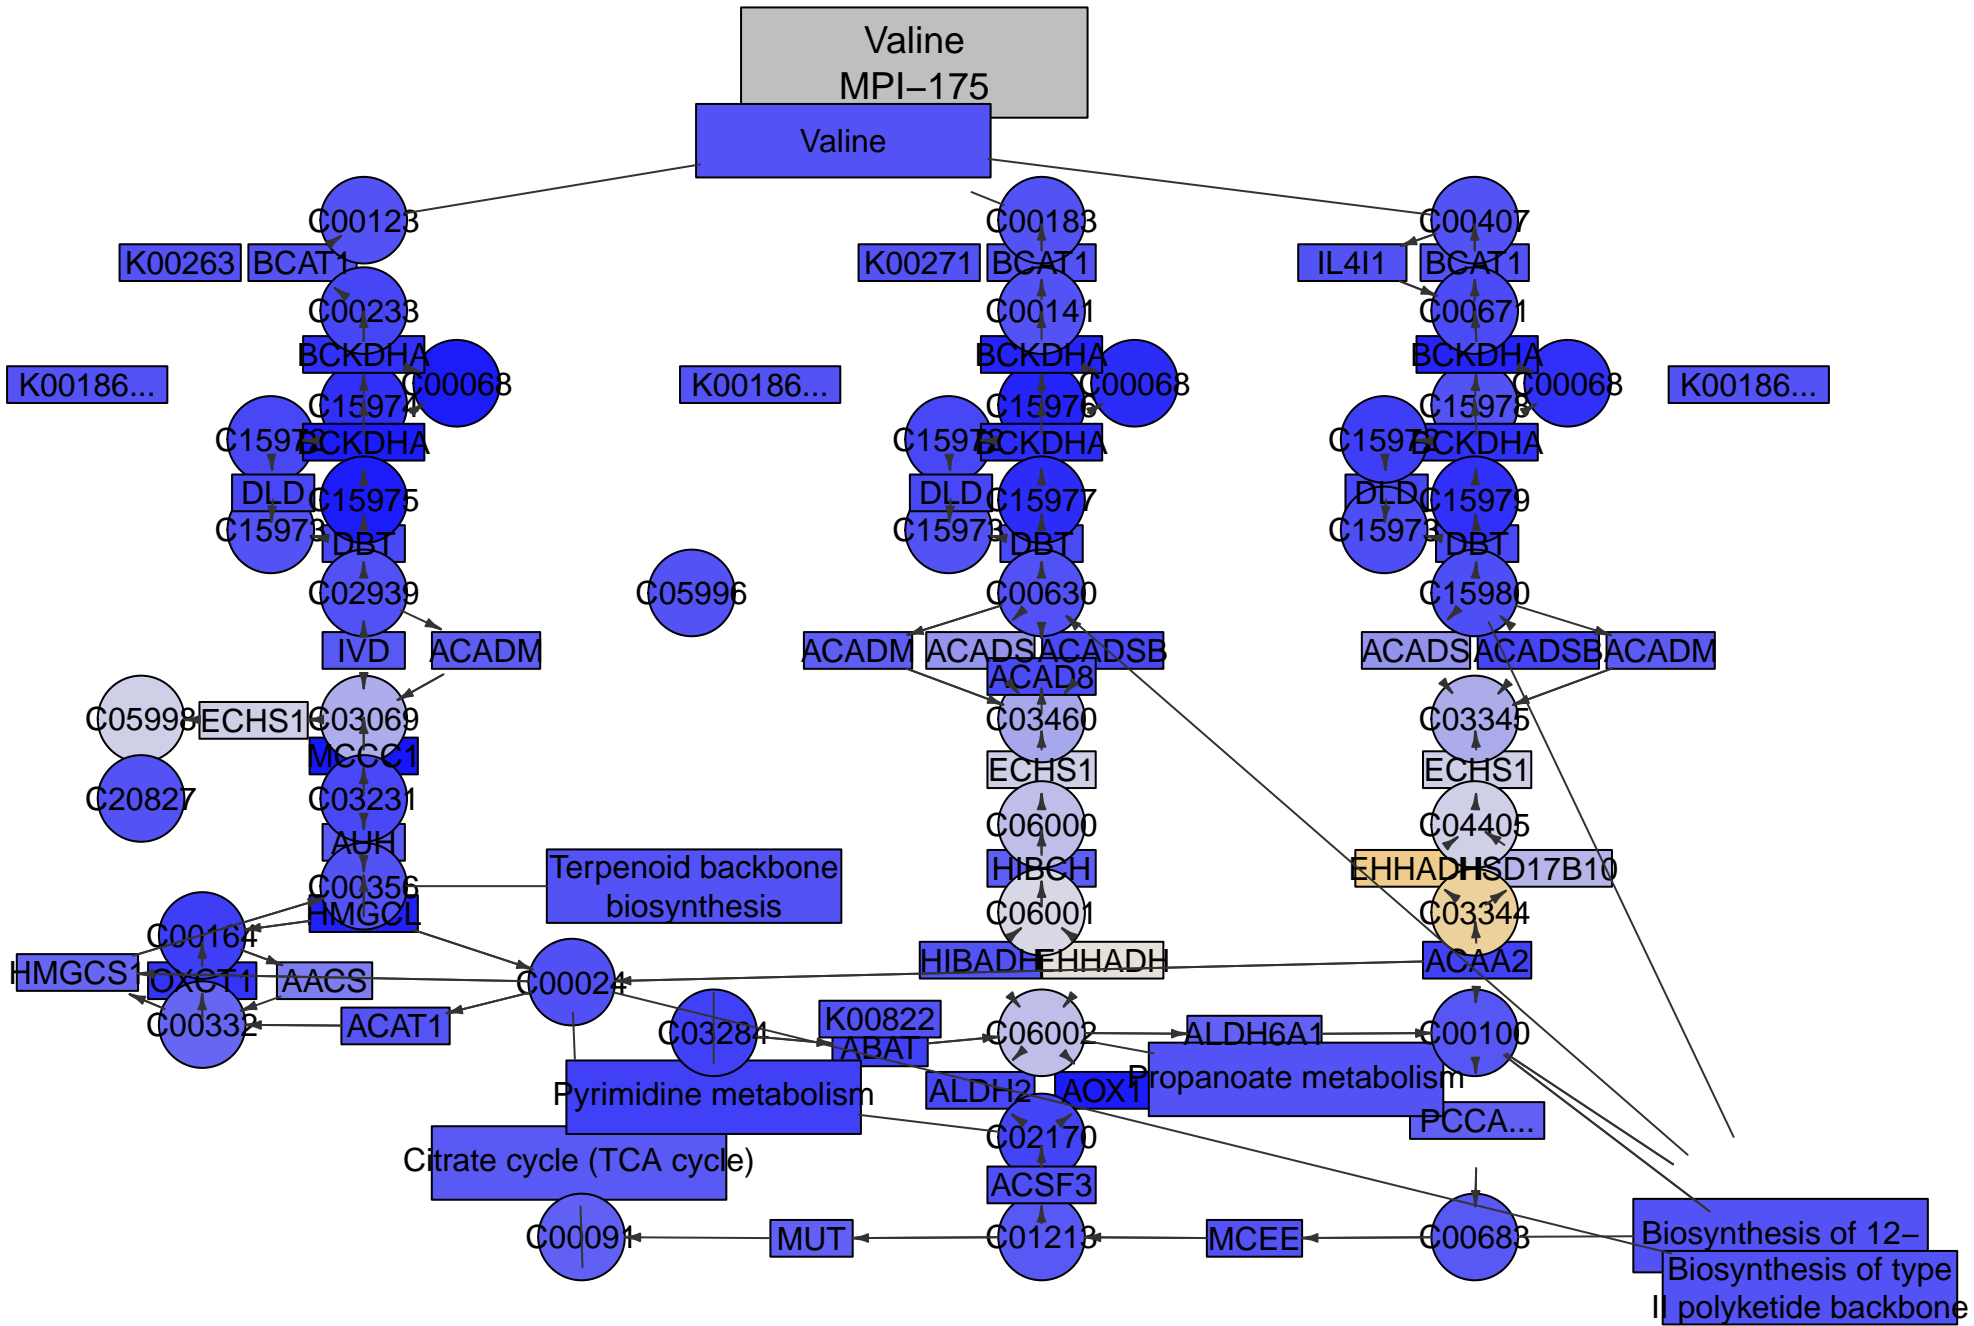 Valine
MPI–175
Valine
C00123
C00183
C00407
K00263
BCAT1
K00271
BCAT1
IL4I1
BCAT1
C00233
C00141
C00671
BCKDHA
BCKDHA
BCKDHA
K00186...
C15974
C00068
K00186...
C15976
C00068
C15978
C00068
K00186...
C15972
BCKDHA
C15972
BCKDHA
C15972
BCKDHA
DLD
C15975
DLD
C15977
DLD
C15979
C15973
DBT
C15973
DBT
C15973
DBT
C02939
C05996
C00630
C15980
IVD
ACADM
ACADM
ACADS
ACADSB
ACADS
ACADSB
ACADM
ACAD8
C05998
ECHS1
C03069
C03460
C03345
MCCC1
ECHS1
ECHS1
C20827
C03231
C06000
C04405
AUH
HIBCH
EHHADH
HSD17B10
C00356
Terpenoid backbone
biosynthesis
HMGCL
C06001
C03344
C00164
HMGCS1
OXCT1
AACS
C00024
HIBADH
EHHADH
ACAA2
C00332
ACAT1
C03284
K00822
ABAT
C06002
ALDH6A1
C00100
Pyrimidine metabolism
ALDH2
AOX1
Propanoate metabolism
PCCA...
C02170
Citrate cycle (TCA cycle)
ACSF3
C00091
MUT
C01213
MCEE
C00683
Biosynthesis of 12–
Biosynthesis of type
II polyketide backbone